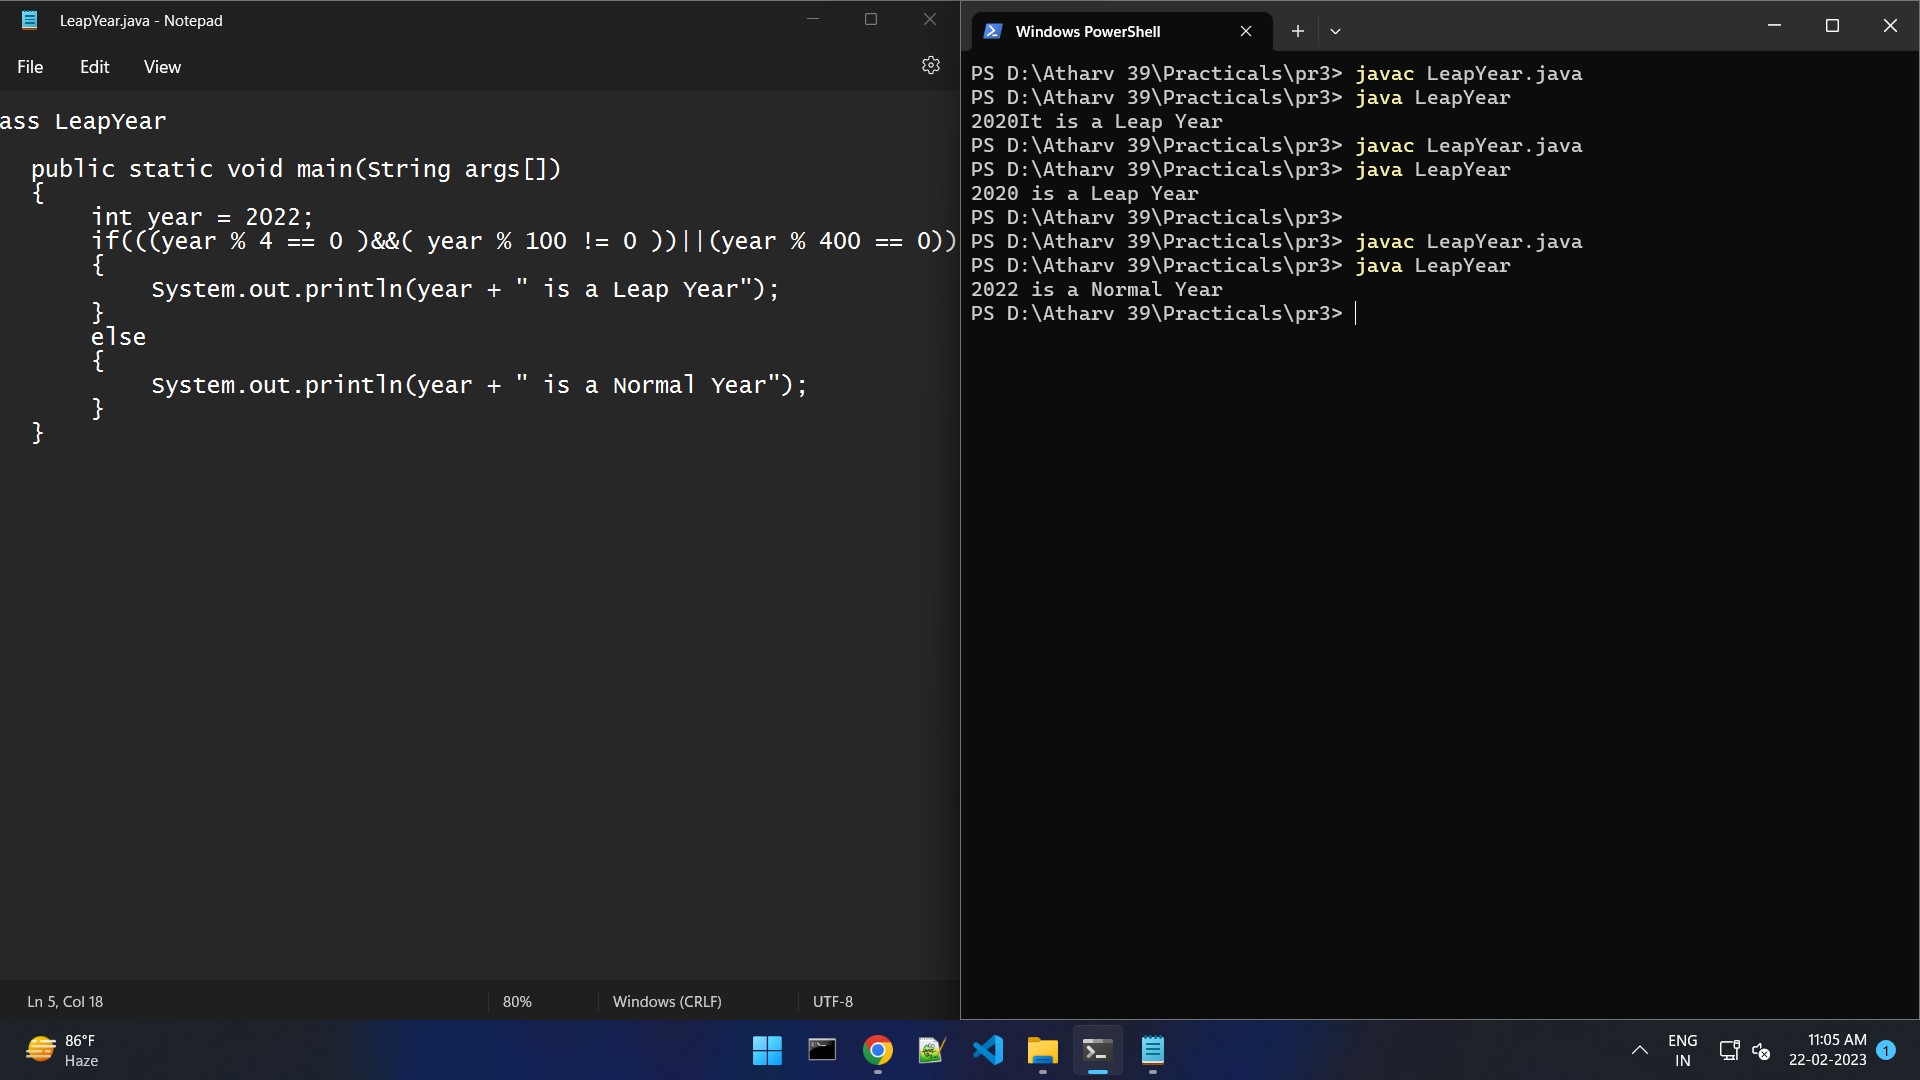 LeapYear.java - Notepad
File Edit View
ass LeapYear
public static void main(String args[])
{
int year = 2022;
if(((year % 4 == 0 )&&( year % 100 != 0 ))||(year % 400 == 0))
{
System.out.println(year + " is a Leap Year");
}
else
{
System.out.println(year + " is a Normal Year");
}
}
Ln 5, Col 18 80% Windows (CRLF) UTF-8
Windows PowerShell
PS D:\Atharv 39\Practicals\pr3> javac LeapYear.java
PS D:\Atharv 39\Practicals\pr3> java LeapYear
2020It is a Leap Year
PS D:\Atharv 39\Practicals\pr3> javac LeapYear.java
PS D:\Atharv 39\Practicals\pr3> java LeapYear
2020 is a Leap Year
PS D:\Atharv 39\Practicals\pr3>
PS D:\Atharv 39\Practicals\pr3> javac LeapYear.java
PS D:\Atharv 39\Practicals\pr3> java LeapYear
2022 is a Normal Year
PS D:\Atharv 39\Practicals\pr3>
86°F
Haze
ENG
IN
11:05 AM
22-02-2023
1